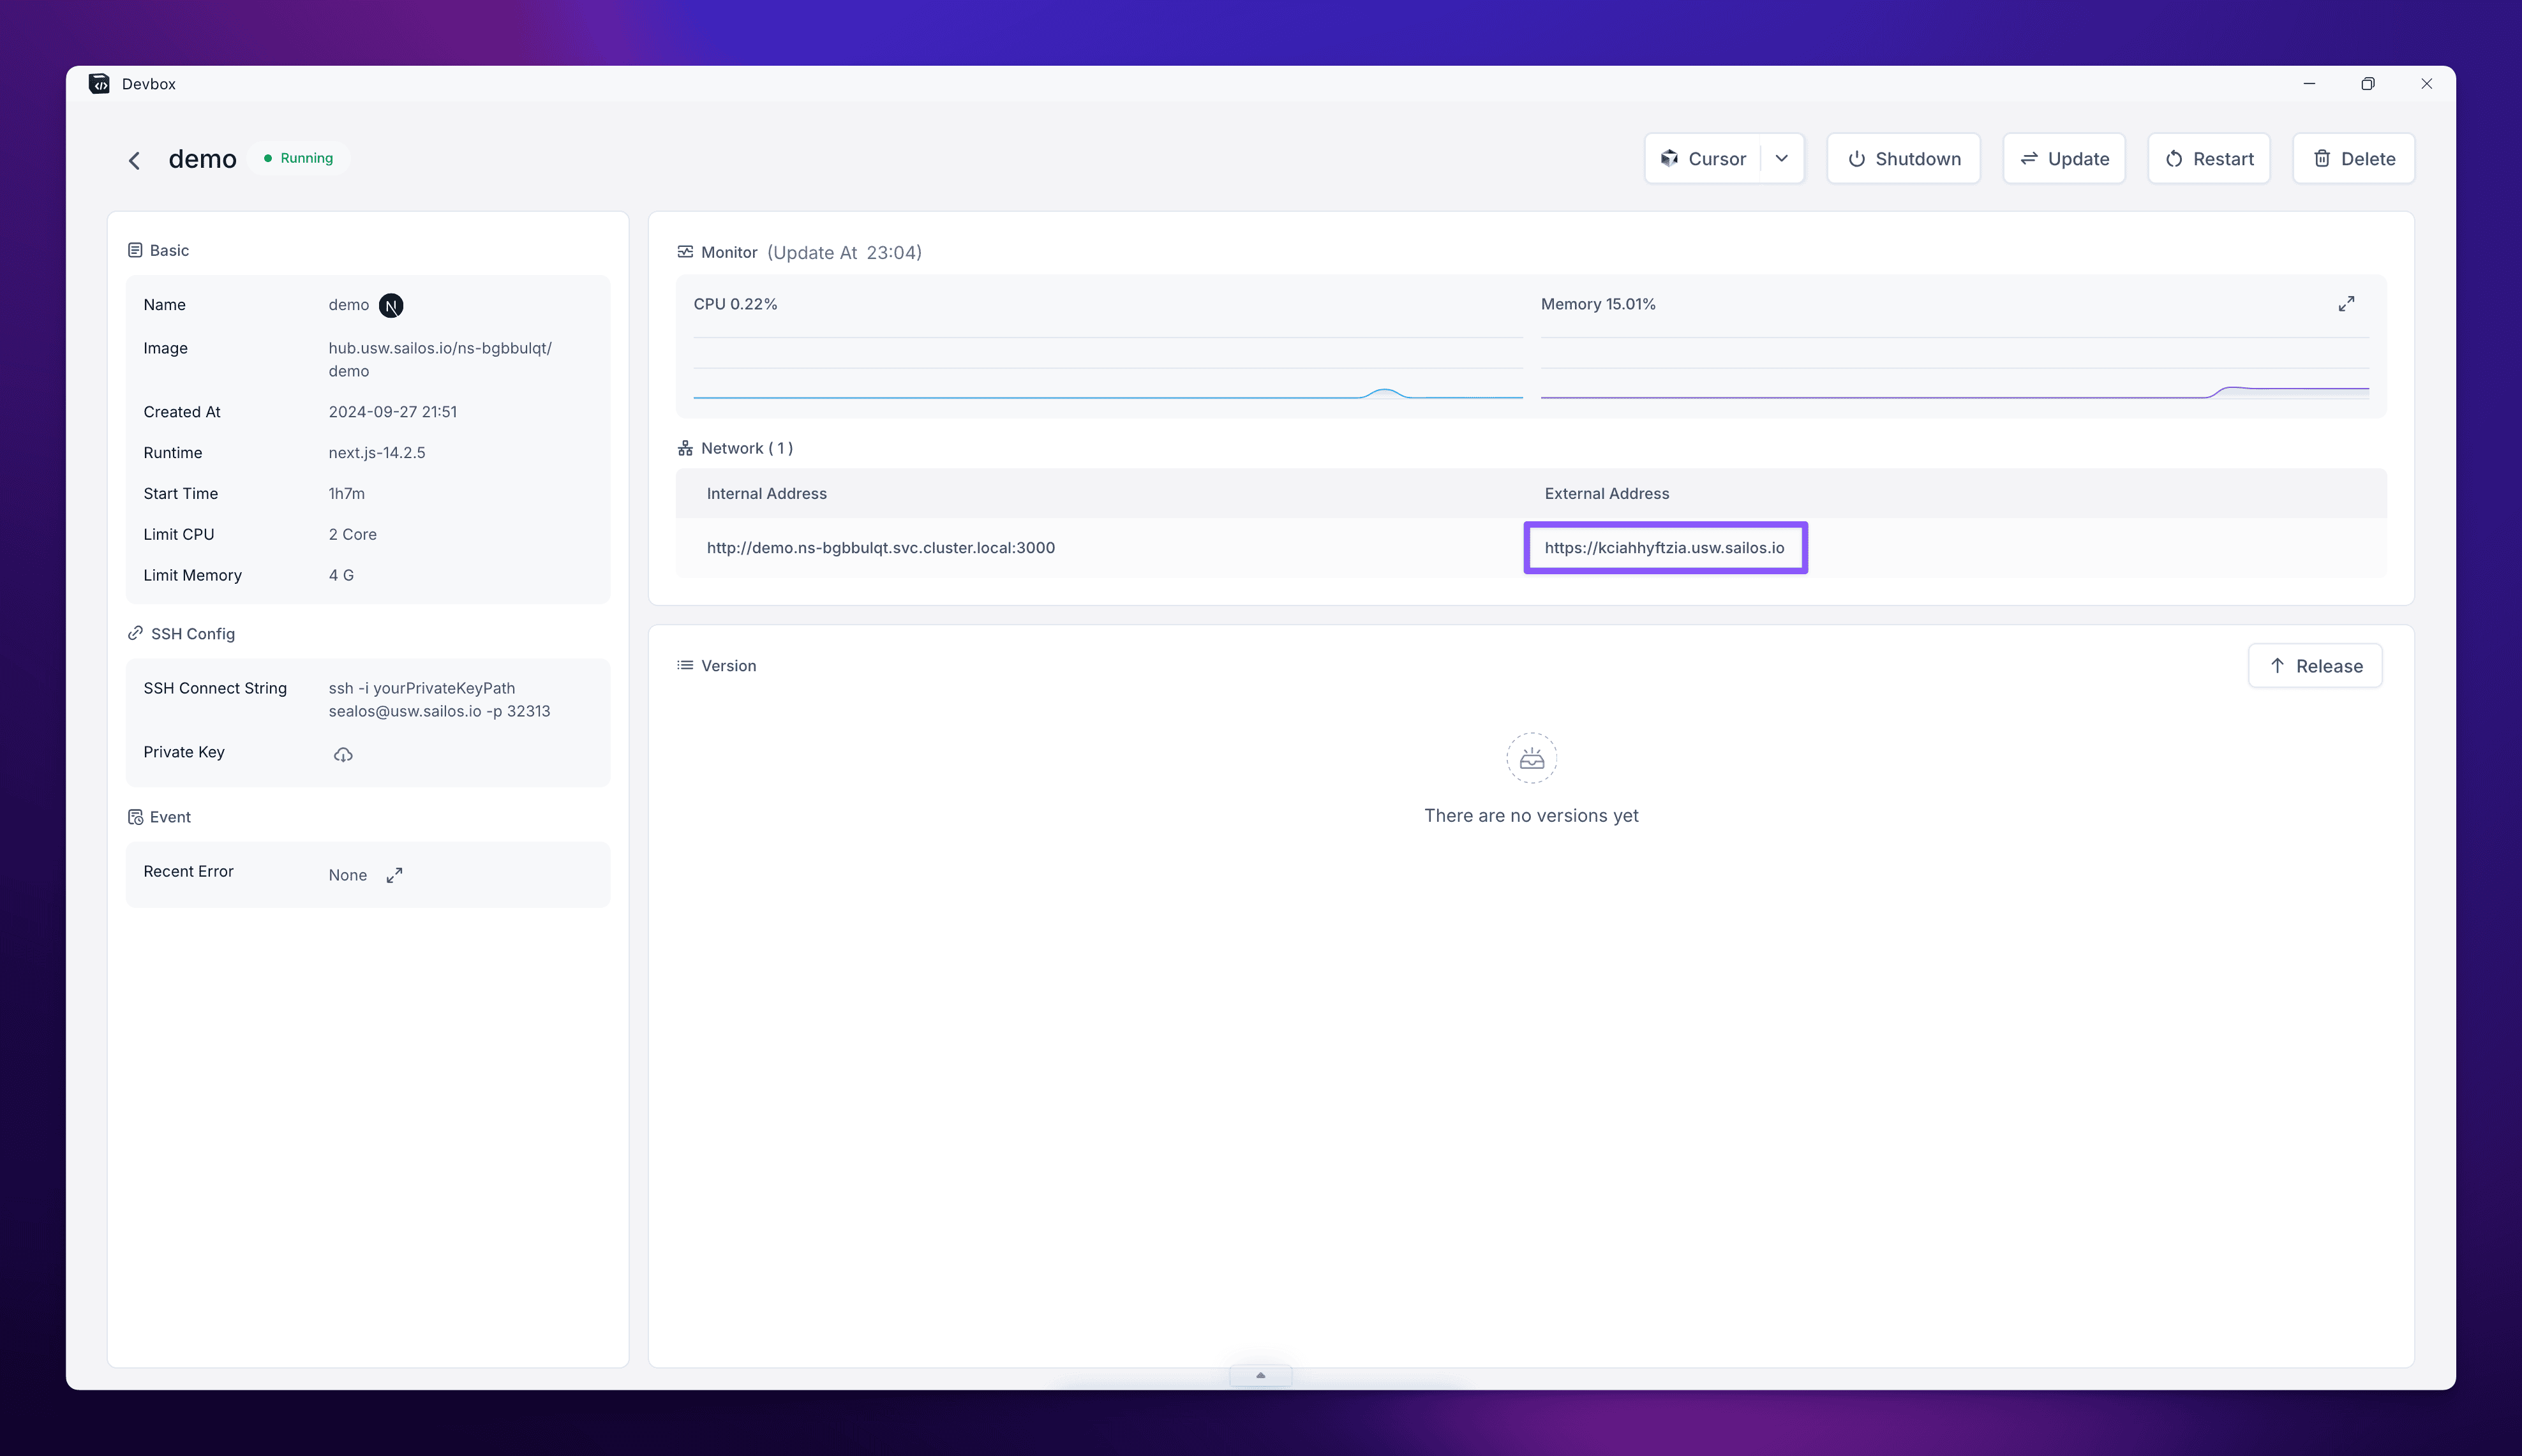 Devbox
demo
Running
Cursor
Shutdown
Update
Restart
Delete
Basic
Name demo N
Image hub.usw.sailos.io/ns-bgbbulqt/
demo
Created At 2024-09-27 21:51
Runtime next.js-14.2.5
Start Time 1h7m
Limit CPU 2 Core
Limit Memory 4 G
SSH Config
SSH Connect String ssh -i yourPrivateKeyPath
sealos@usw.sailos.io -p 32313
Private Key
Event
Recent Error None
Monitor (Update At 23:04)
CPU 0.22%
Memory 15.01%
Network ( 1 )
Internal Address External Address
http://demo.ns-bgbbulqt.svc.cluster.local:3000 https://kciahhyftzia.usw.sailos.io
Version
Release
There are no versions yet